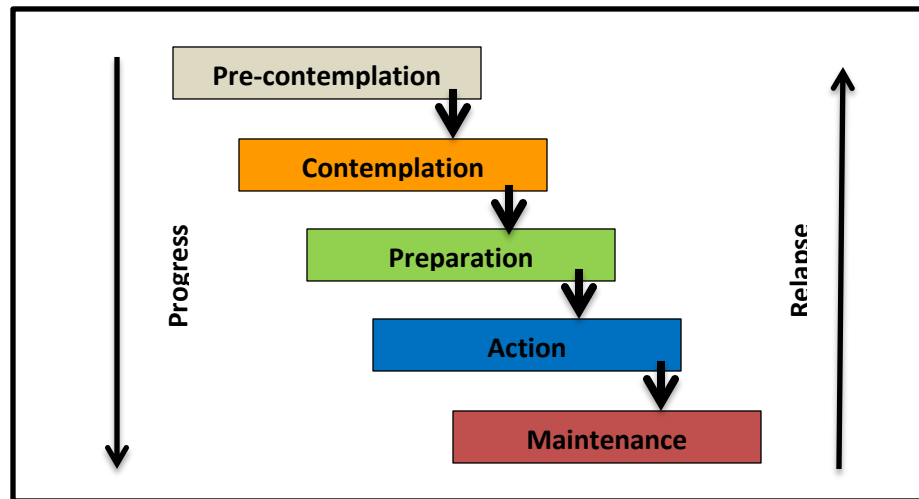 Pre-contemplation
Contemplation
Preparation
Action
Maintenance
Progress
Relapse